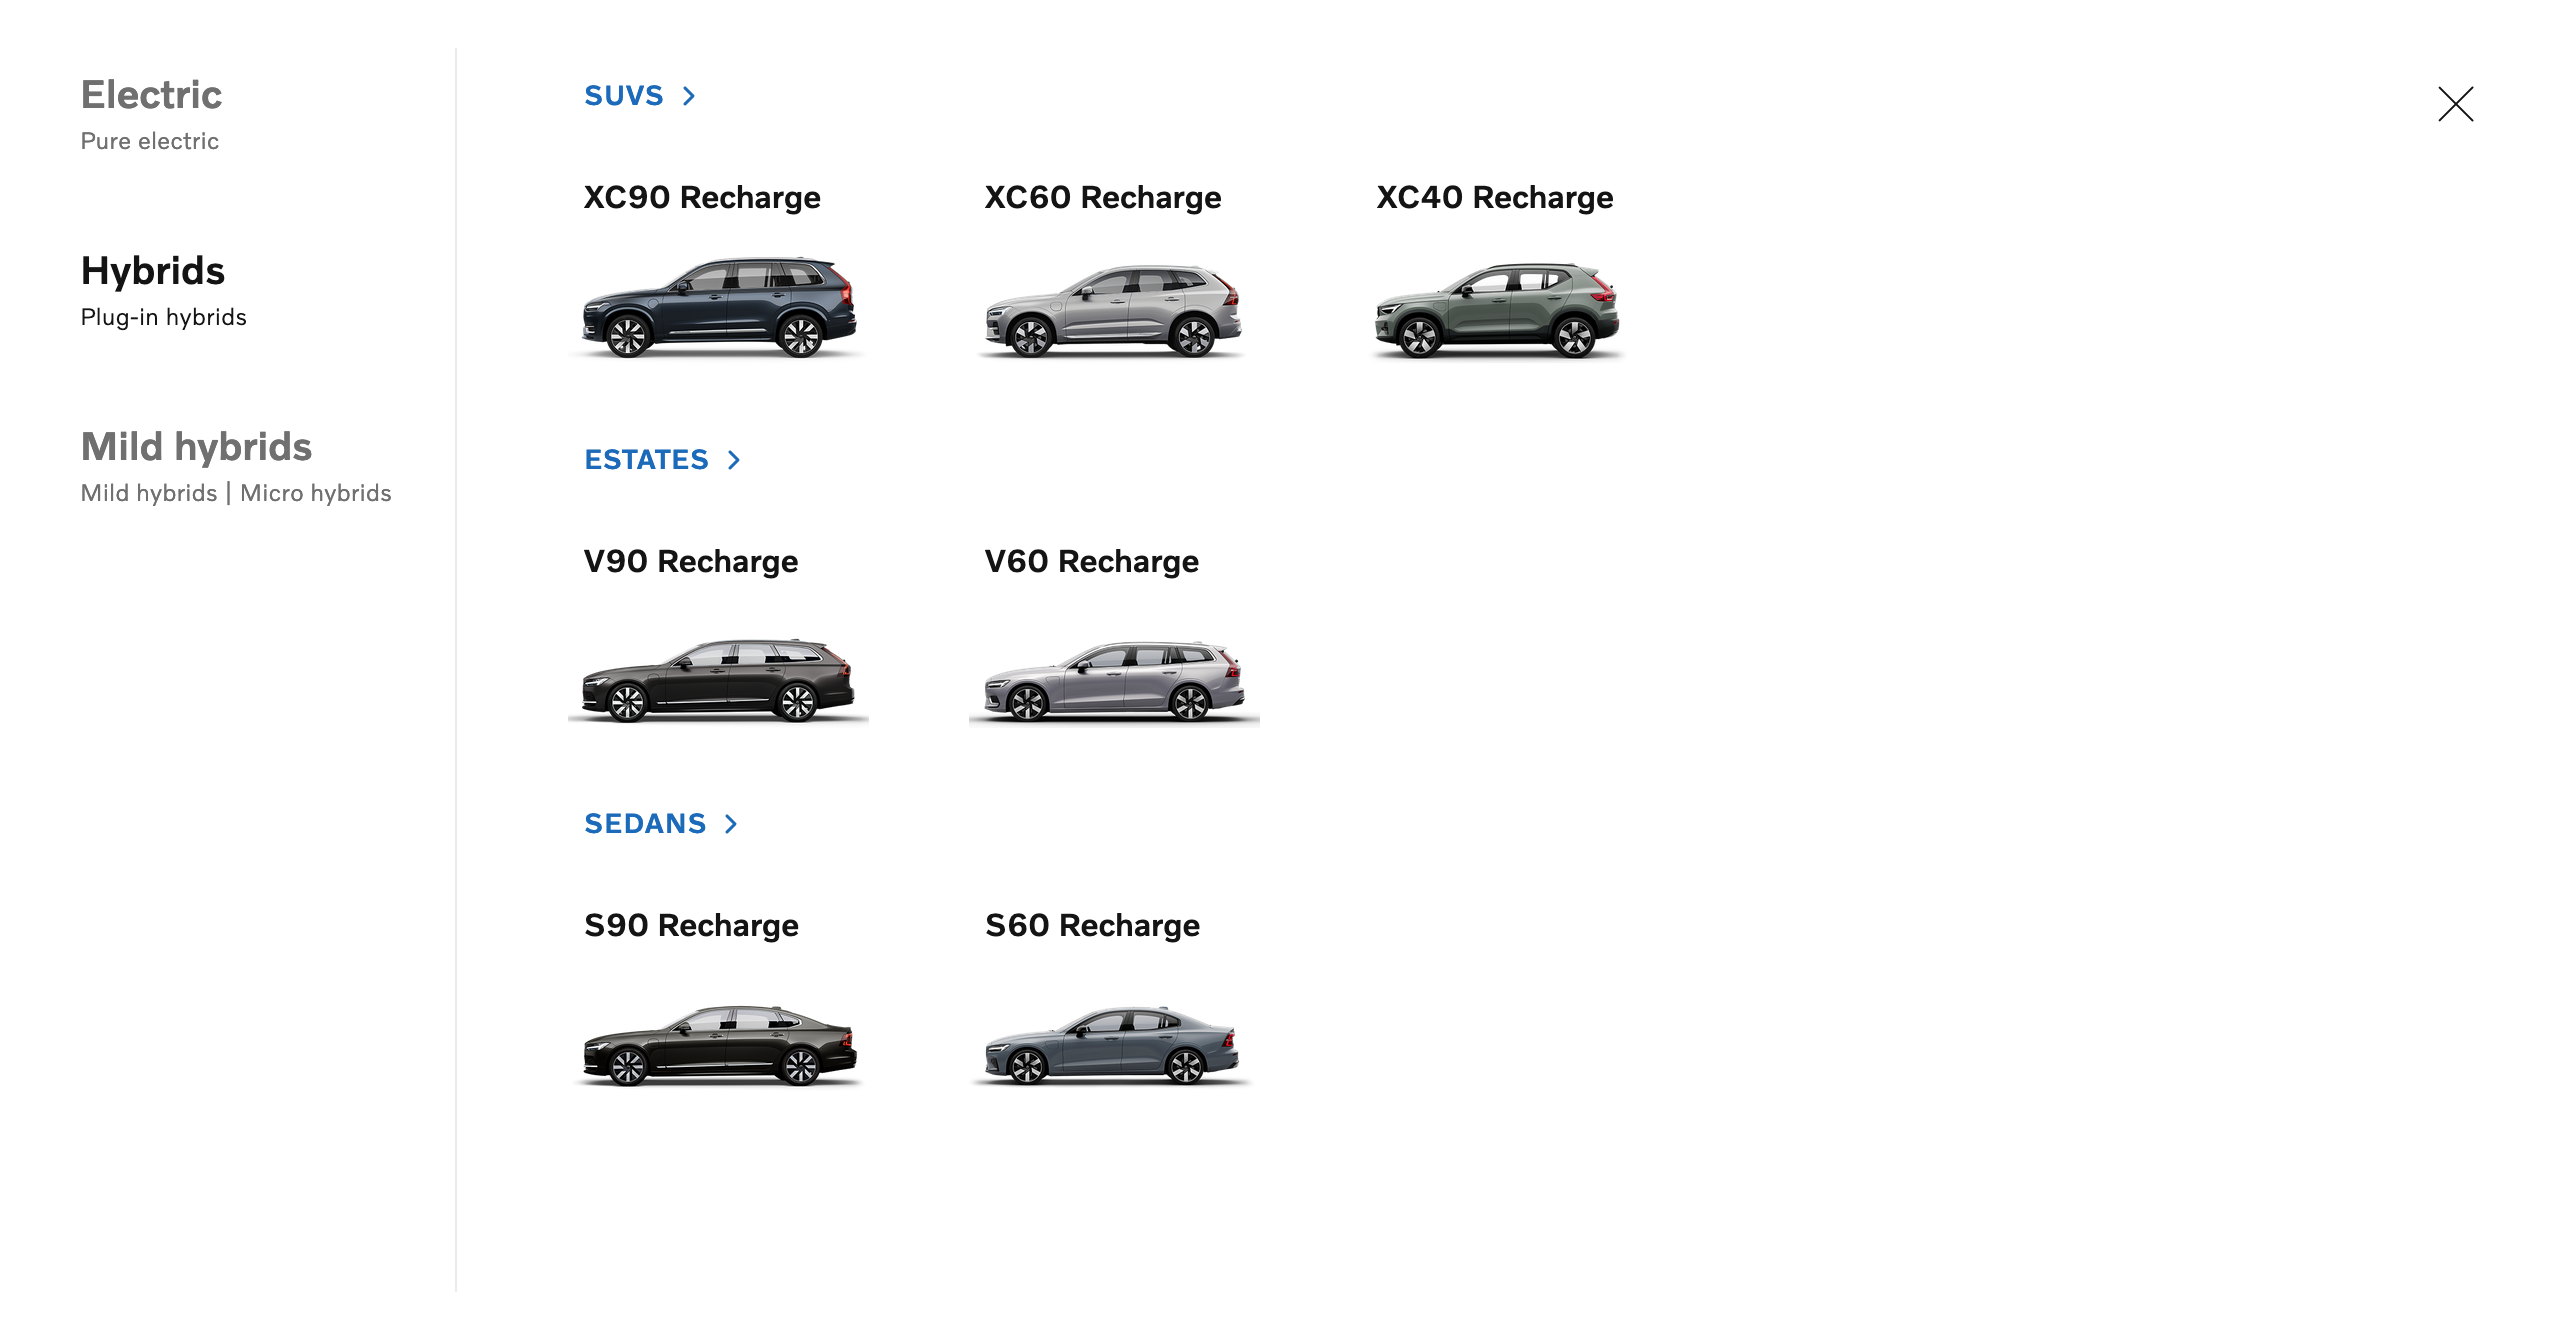 Electric
Pure electric
Hybrids
Plug-in hybrids
Mild hybrids
Mild hybrids | Micro hybrids
SUVS
XC90 Recharge
XC60 Recharge
XC40 Recharge
ESTATES
V90 Recharge
V60 Recharge
SEDANS
S90 Recharge
S60 Recharge